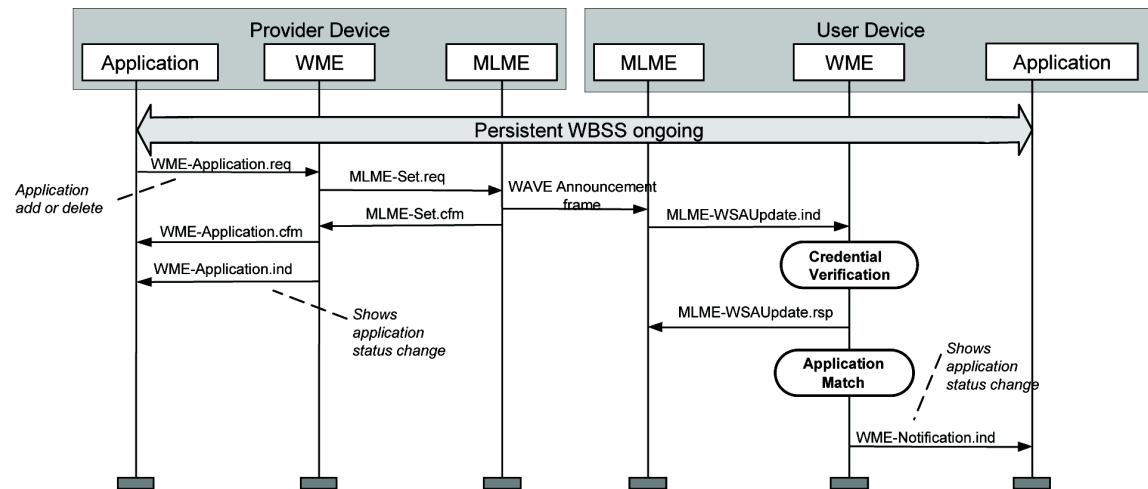 Provider Device
User Device
Application
WME
MLME
MLME
WME
Application
Persistent WBSS ongoing
WME-Application.req
Application
add or delete
MLME-Set.req
WAVE Announcement
frame
MLME-Set.cfm
MLME-WSAUpdate.ind
WME-Application.cfm
Credential
Verification
WME-Application.ind
Shows
application
status change
MLME-WSAUpdate.rsp
Application
Match
Shows
application
status change
WME-Notification.ind